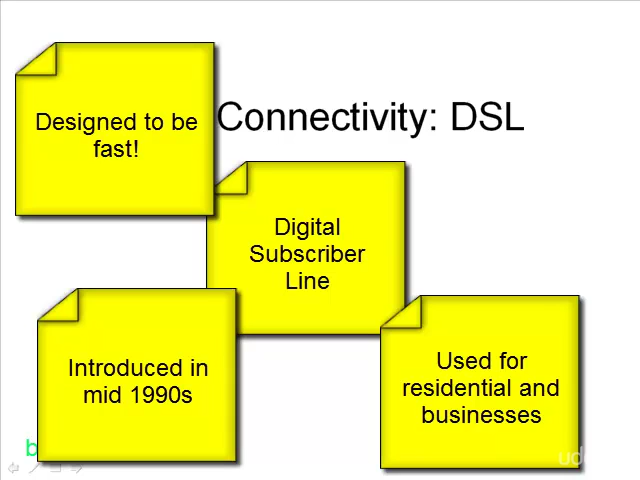 Connectivity: DSL
Designed to be
fast!
Digital
Subscriber
Line
Introduced in
mid 1990s
Used for
residential and
businesses